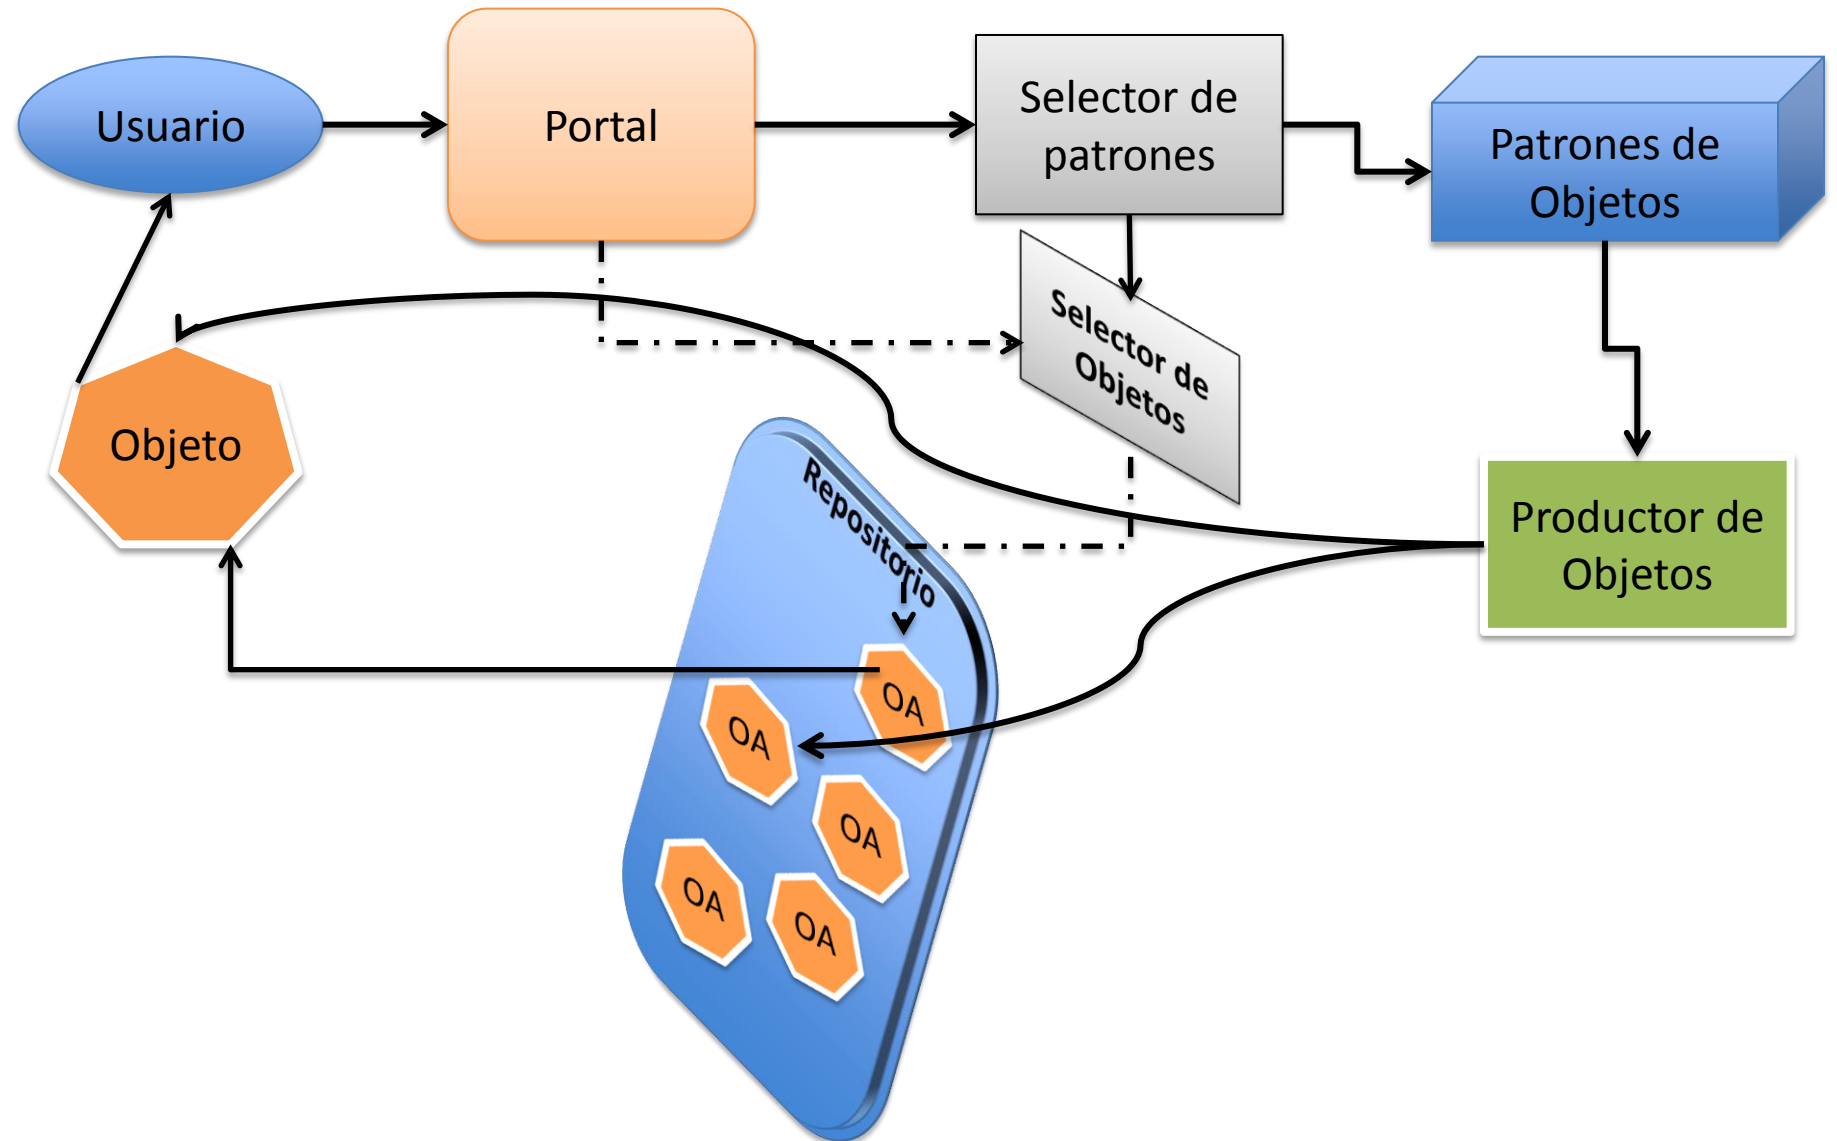 Usuario
Portal
Selector de
patrones
Patrones de
Objetos
Selector de
Objetos
Objeto
Repositorio
Productor de
Objetos
OA
OA
OA
OA
OA